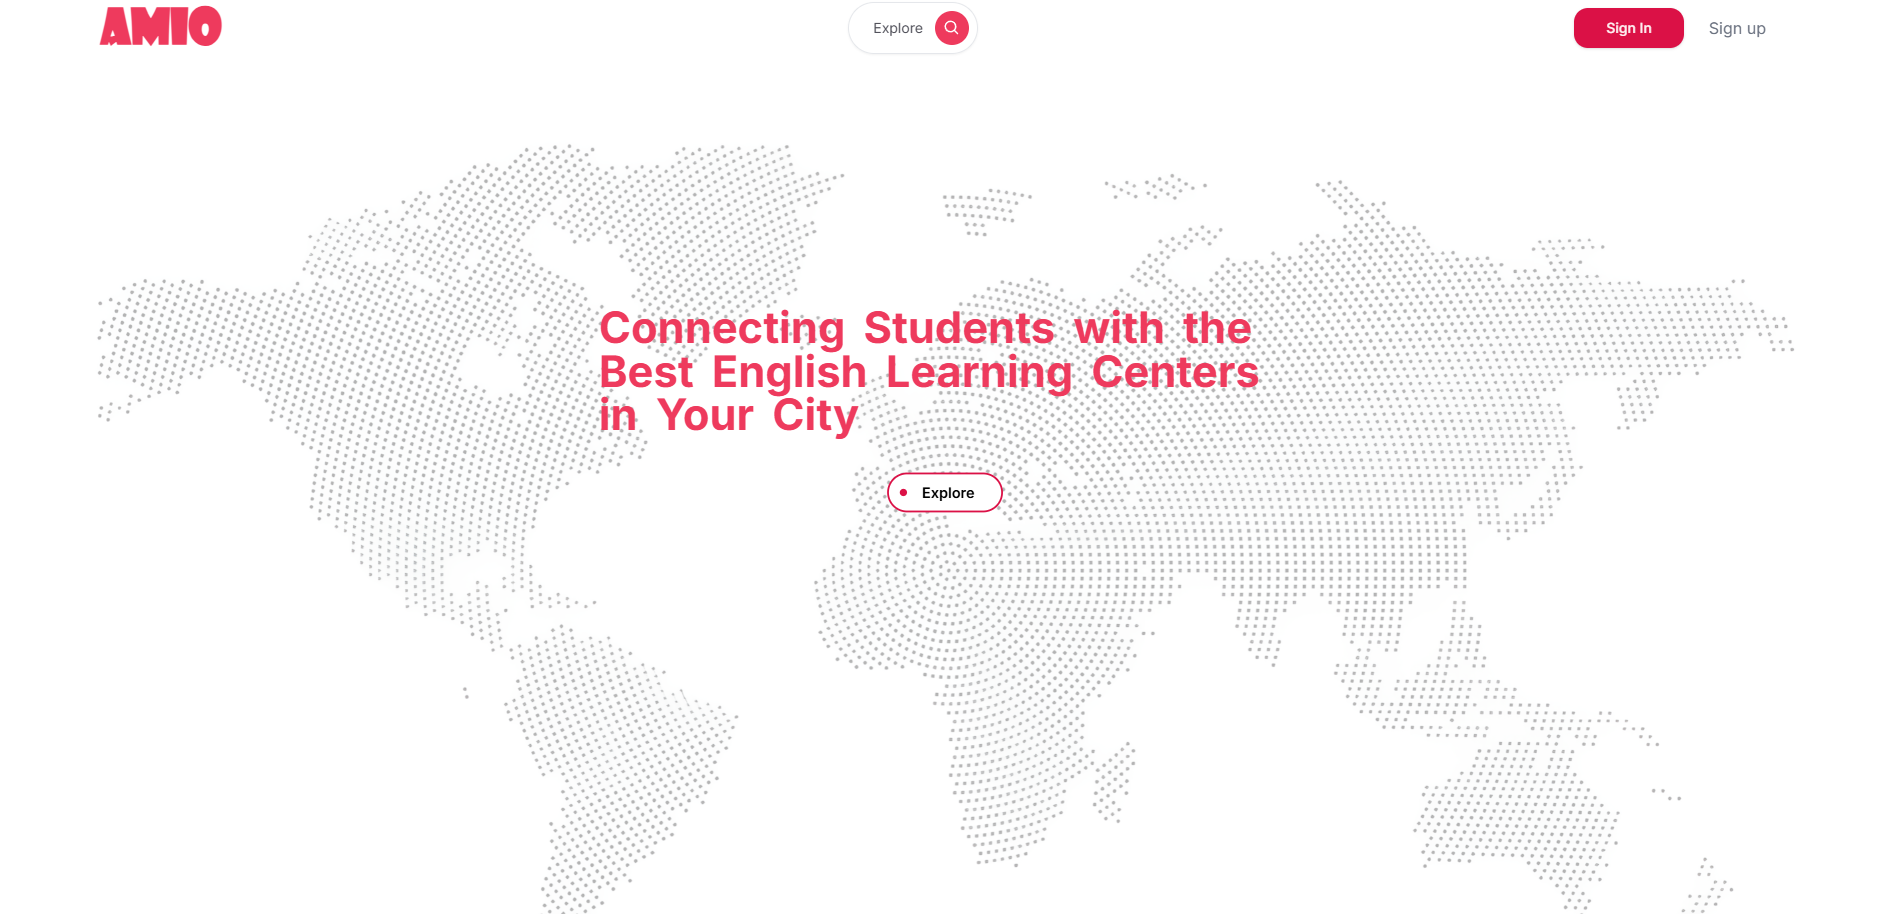 AMIO
Explore
Sign In
Sign up
Connecting Students with the
Best English Learning Centers
in Your City
Explore